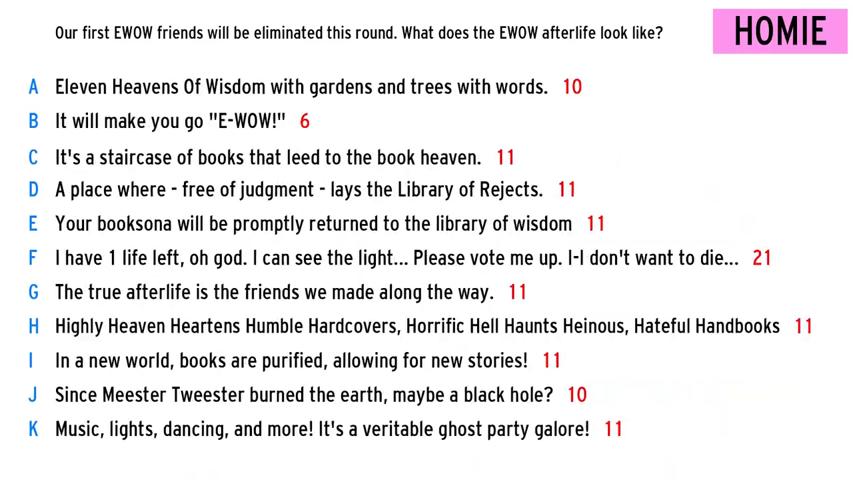 Our first EWOW friends will be eliminated this round. What does the EWOW afterlife look like?
HOMIE
A Eleven Heavens Of Wisdom with gardens and trees with words. 10
B It will make you go "E-WOW!" 6
C It's a staircase of books that leed to the book heaven. 11
D A place where - free of judgment - lays the Library of Rejects. 11
E Your booksona will be promptly returned to the library of wisdom 11
F I have 1 life left, oh god. I can see the light... Please vote me up. I-I don't want to die... 21
G The true afterlife is the friends we made along the way. 11
H Highly Heaven Heartens Humble Hardcovers, Horrific Hell Haunts Heinous, Hateful Handbooks 11
I In a new world, books are purified, allowing for new stories! 11
J Since Meester Tweester burned the earth, maybe a black hole? 10
K Music, lights, dancing, and more! It's a veritable ghost party galore! 11